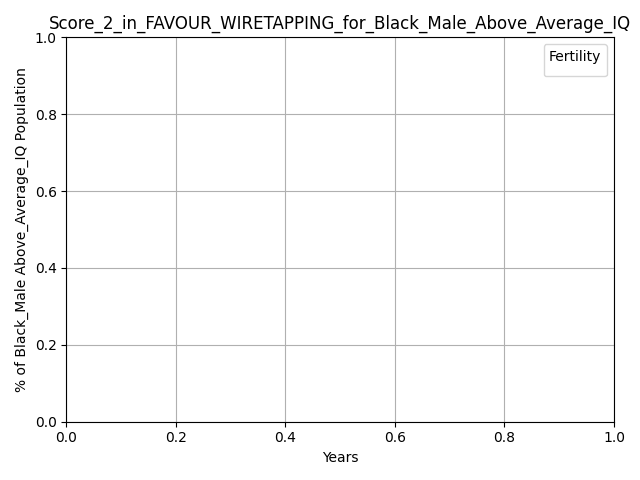 Score_2_in_FAVOUR_WIRETAPPING_for_Black_Male_Above_Average_IQ
Fertility
% of Black_Male Above_Average_IQ Population
1.0
0.8
0.6
0.4
0.2
0.0
0.0 0.2 0.4 0.6 0.8 1.0
Years